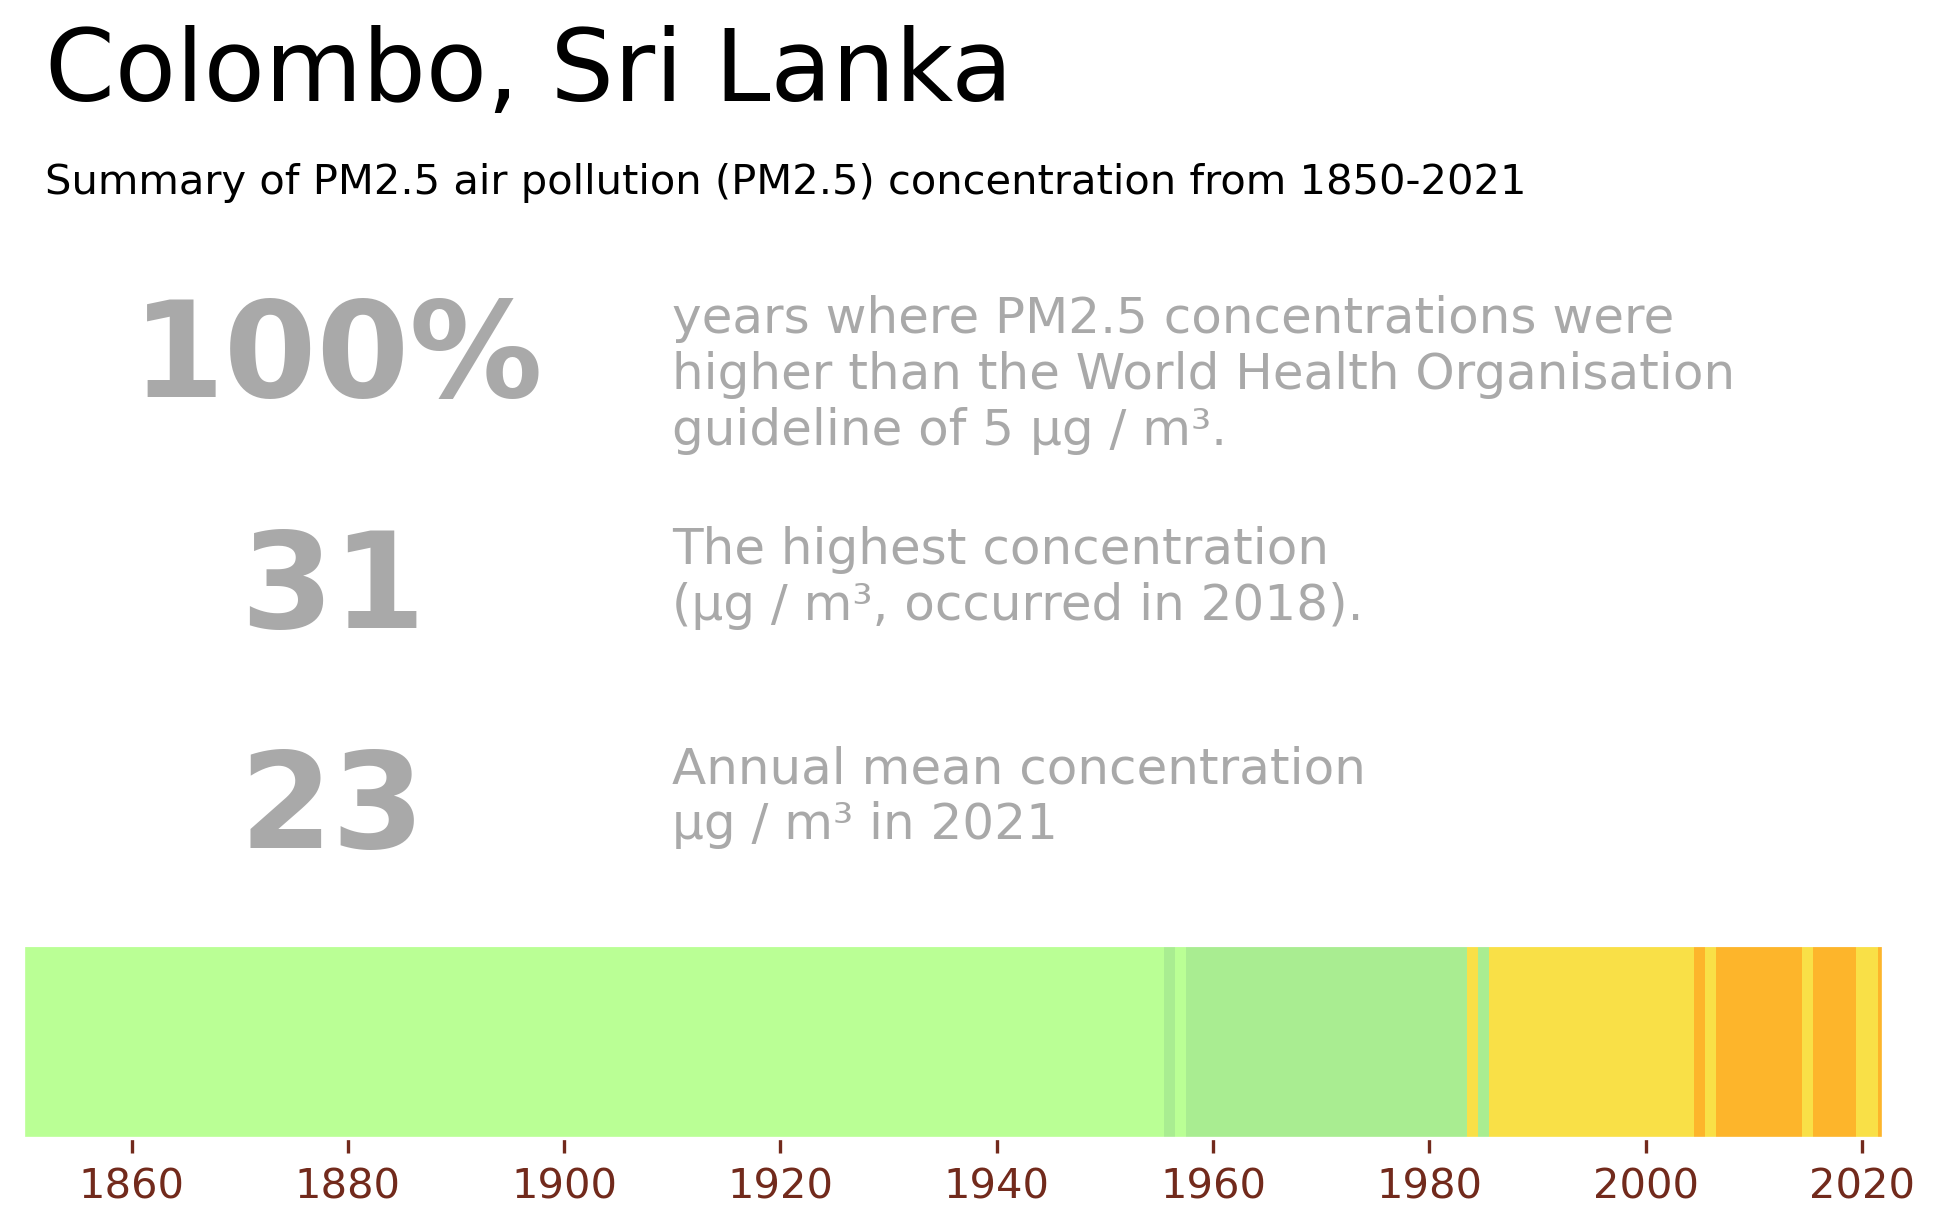 Colombo, Sri Lanka
Summary of PM2.5 air pollution (PM2.5) concentration from 1850-2021
100%
years where PM2.5 concentrations were
higher than the World Health Organisation
guideline of 5 μg / m³.
31
The highest concentration
(μg / m³, occurred in 2018).
23
Annual mean concentration
μg / m³ in 2021
1860 1880 1900 1920 1940 1960 1980 2000 2020